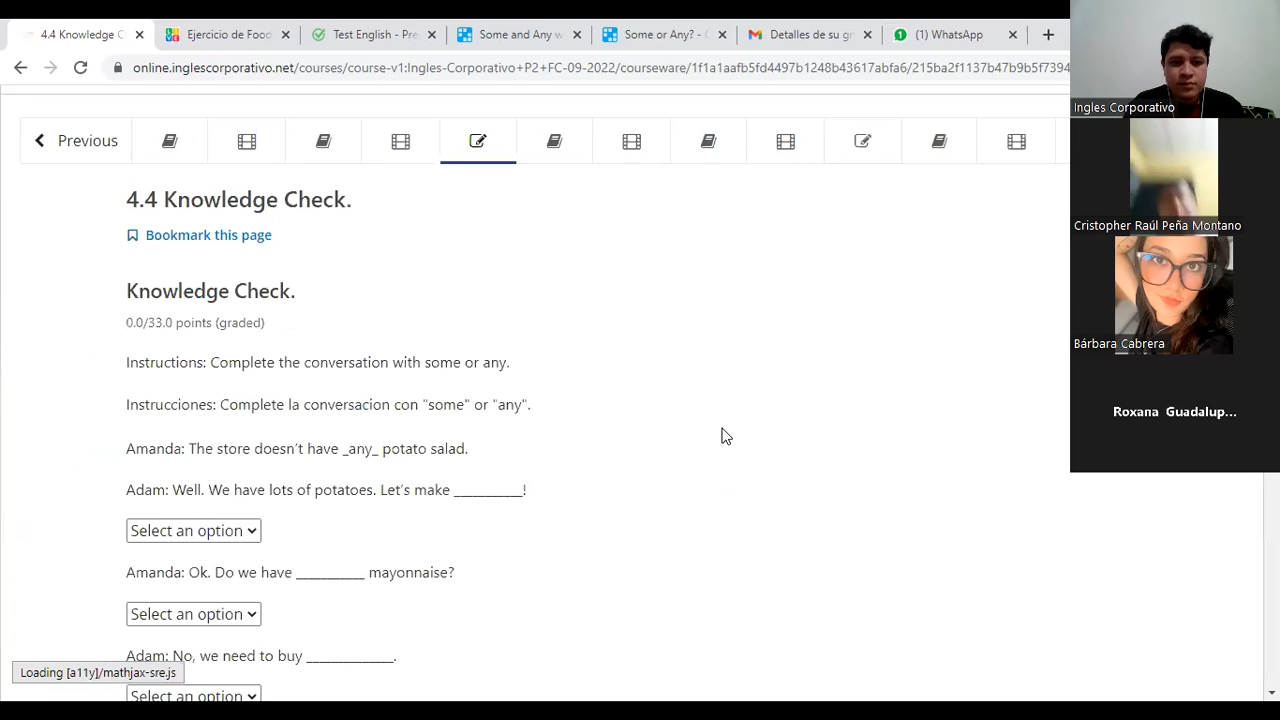 4.4 Knowledge C
Ejercicio de Food
Test English - Pre
Some and Any w
Some or Any? - G
Detalles de su gr
(1) WhatsApp
online.inglescorporativo.net/courses/course-v1:Ingles-Corporativo+P2+FC-09-2022/courseware/1f1a1aafb5fd4497b1248b43617abfa6/215ba2f1137b47b9b5f7394
Previous
4.4 Knowledge Check.
Bookmark this page
Knowledge Check.
0.0/33.0 points (graded)
Instructions: Complete the conversation with some or any.
Instrucciones: Complete la conversacion con "some" or "any".
Amanda: The store doesn't have _any_ potato salad.
Adam: Well. We have lots of potatoes. Let's make __________!
Select an option
Amanda: Ok. Do we have __________ mayonnaise?
Select an option
Adam: No, we need to buy _____________.
Select an option
Loading [a11y]/mathjax-sre.js
Ingles Corporativo
Cristopher Raúl Peña Montano
Bárbara Cabrera
Roxana Guadalup...